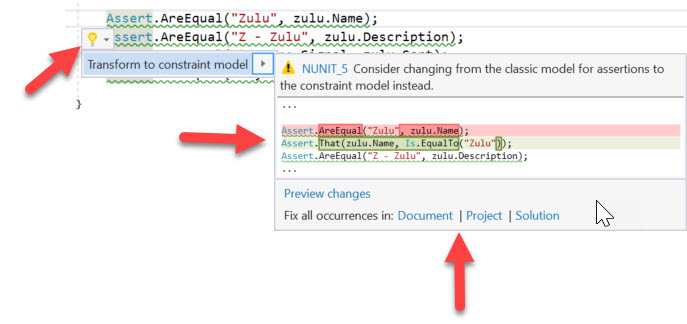 Assert.AreEqual("Zulu", zulu.Name);
ssert.AreEqual("Z - Zulu", zulu.Description);
Transform to constraint model
}
NUNIT_5 Consider changing from the classic model for assertions to
the constraint model instead.
...
Assert.AreEqual("Zulu", zulu.Name);
Assert.That(zulu.Name, Is.EqualTo("Zulu"));
Assert.AreEqual("Z - Zulu", zulu.Description);
...
Preview changes
Fix all occurrences in: Document | Project | Solution